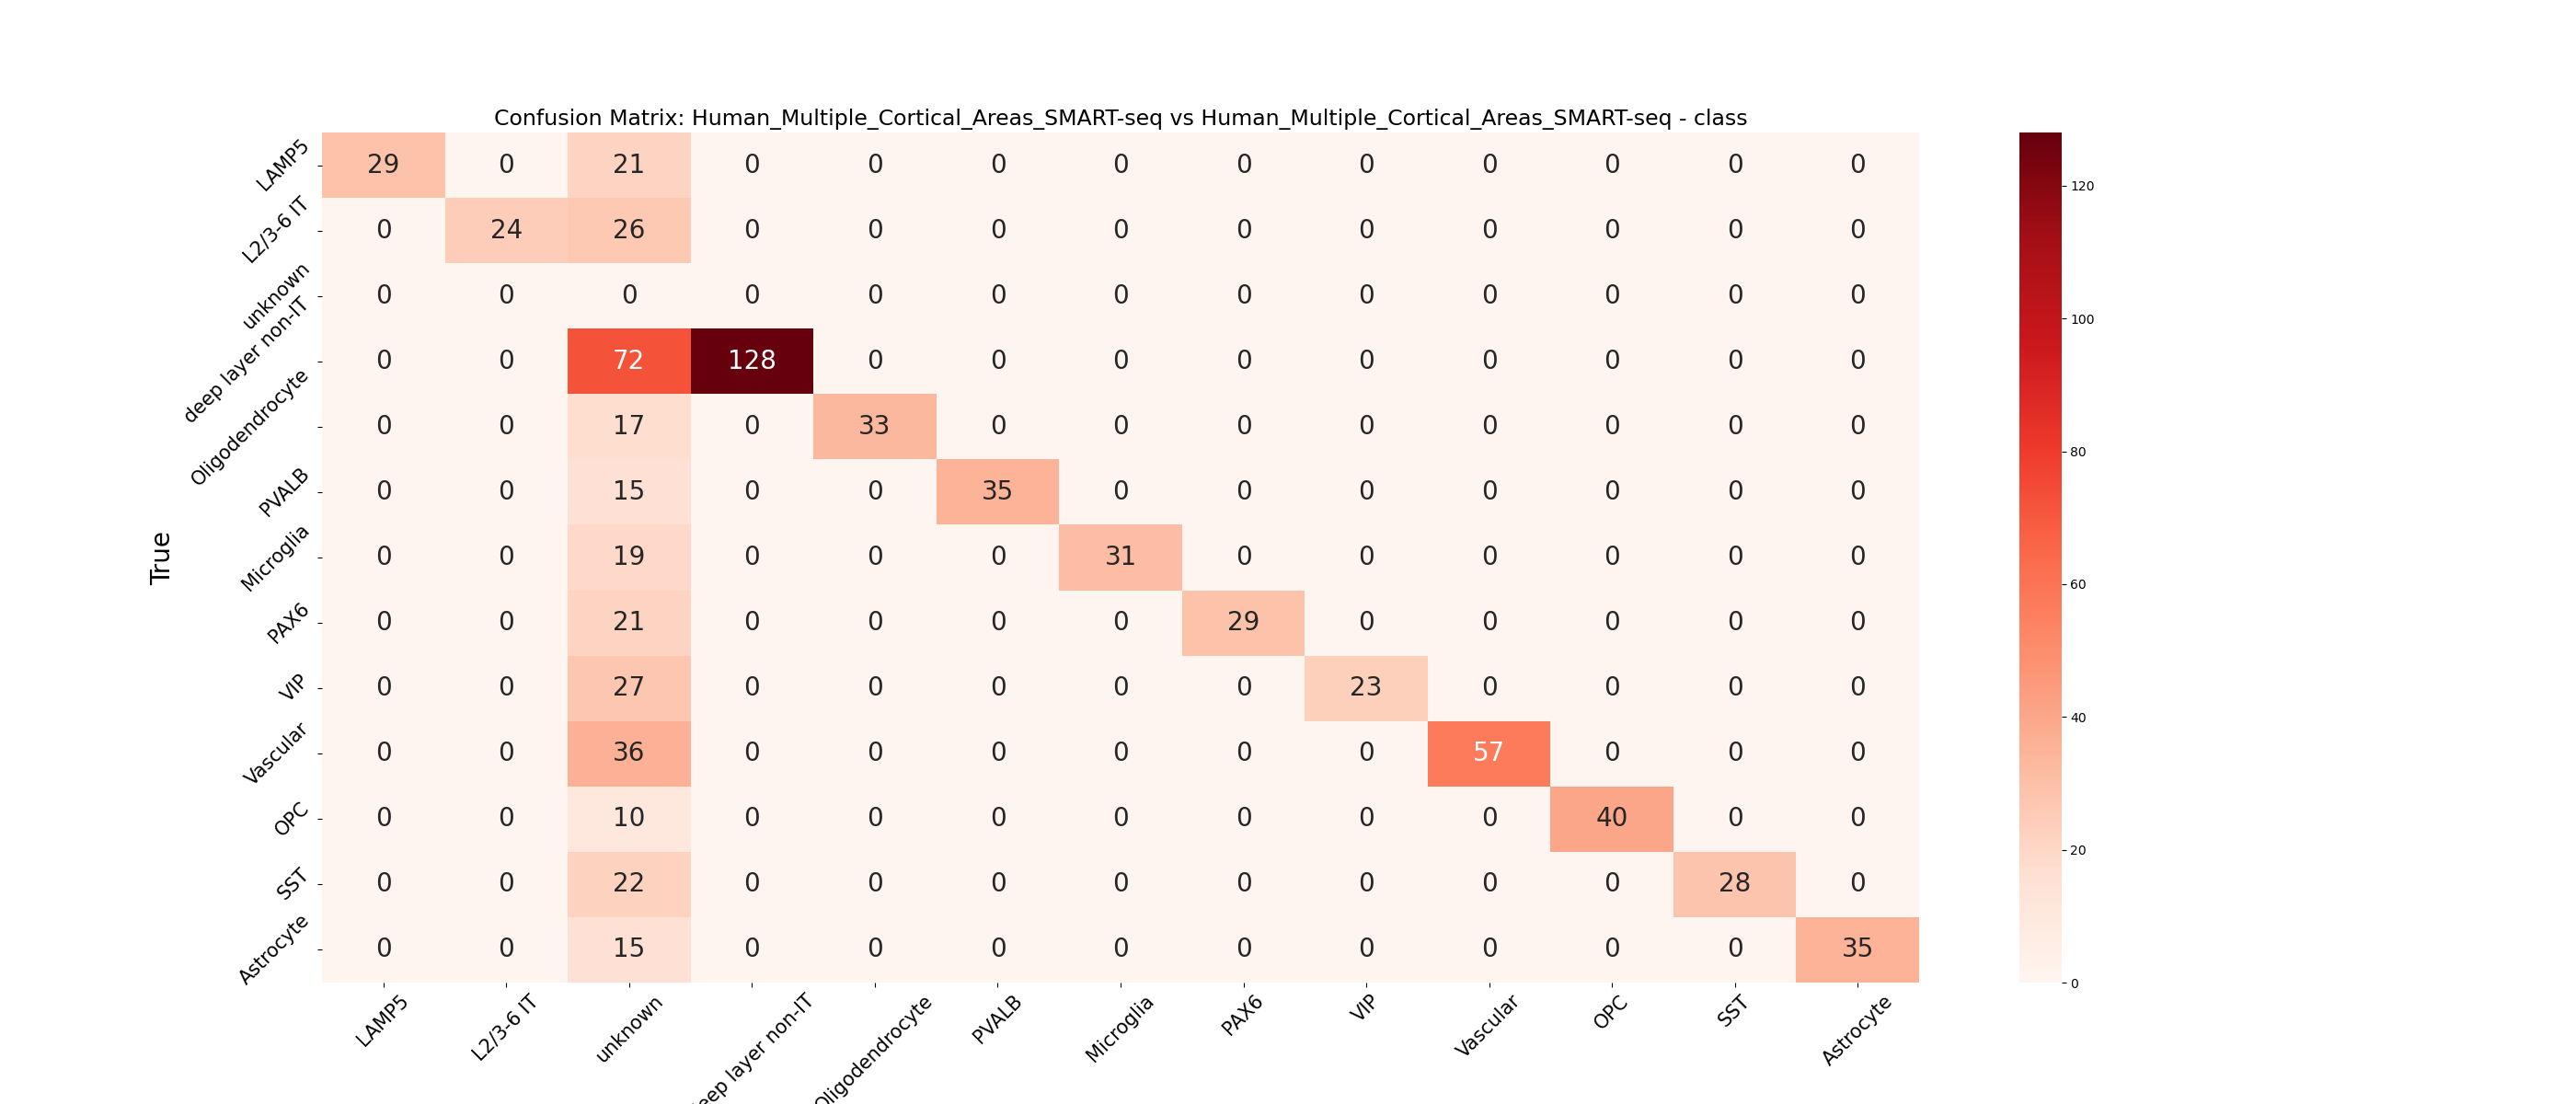 Confusion Matrix: Human_Multiple_Cortical_Areas_SMART-seq vs Human_Multiple_Cortical_Areas_SMART-seq - class
True
LAMP5 29 0 21 0 0 0 0 0 0 0 0 0 0
L2/3-6 IT 0 24 26 0 0 0 0 0 0 0 0 0 0
unknown 0 0 0 0 0 0 0 0 0 0 0 0 0
deep layer non-IT 0 0 72 128 0 0 0 0 0 0 0 0 0
Oligodendrocyte 0 0 17 0 33 0 0 0 0 0 0 0 0
PVALB 0 0 15 0 0 35 0 0 0 0 0 0 0
Microglia 0 0 19 0 0 0 31 0 0 0 0 0 0
PAX6 0 0 21 0 0 0 0 29 0 0 0 0 0
VIP 0 0 27 0 0 0 0 0 23 0 0 0 0
Vascular 0 0 36 0 0 0 0 0 0 57 0 0 0
OPC 0 0 10 0 0 0 0 0 0 0 40 0 0
SST 0 0 22 0 0 0 0 0 0 0 0 28 0
Astrocyte 0 0 15 0 0 0 0 0 0 0 0 0 35
LAMP5 L2/3-6 IT unknown eep layer non-IT Oligodendrocyte PVALB Microglia PAX6 VIP Vascular OPC SST Astrocyte
120
100
80
60
40
20
0